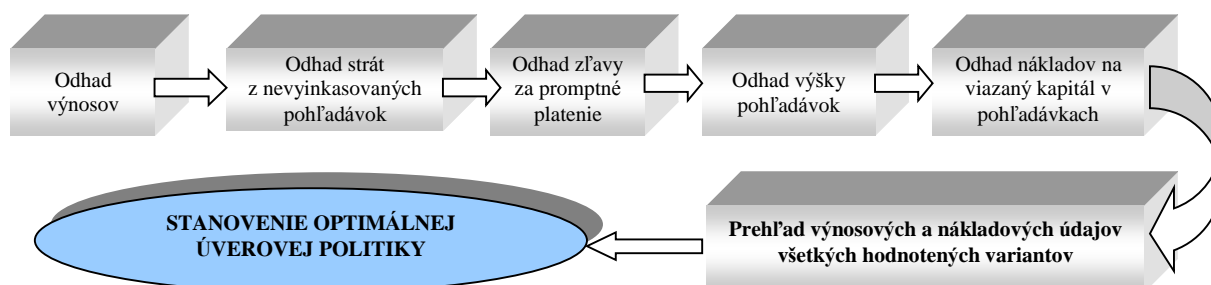 Odhad
výnosov
Odhad strát
z nevyinkasovaných
pohľadávok
Odhad zľavy
za promptné
platenie
Odhad výšky
pohľadávok
Odhad nákladov na
viazaný kapitál v
pohľadávkach
STANOVENIE OPTIMÁLNEJ
ÚVEROVEJ POLITIKY
Prehľad výnosových a nákladových údajov
všetkých hodnotených variantov